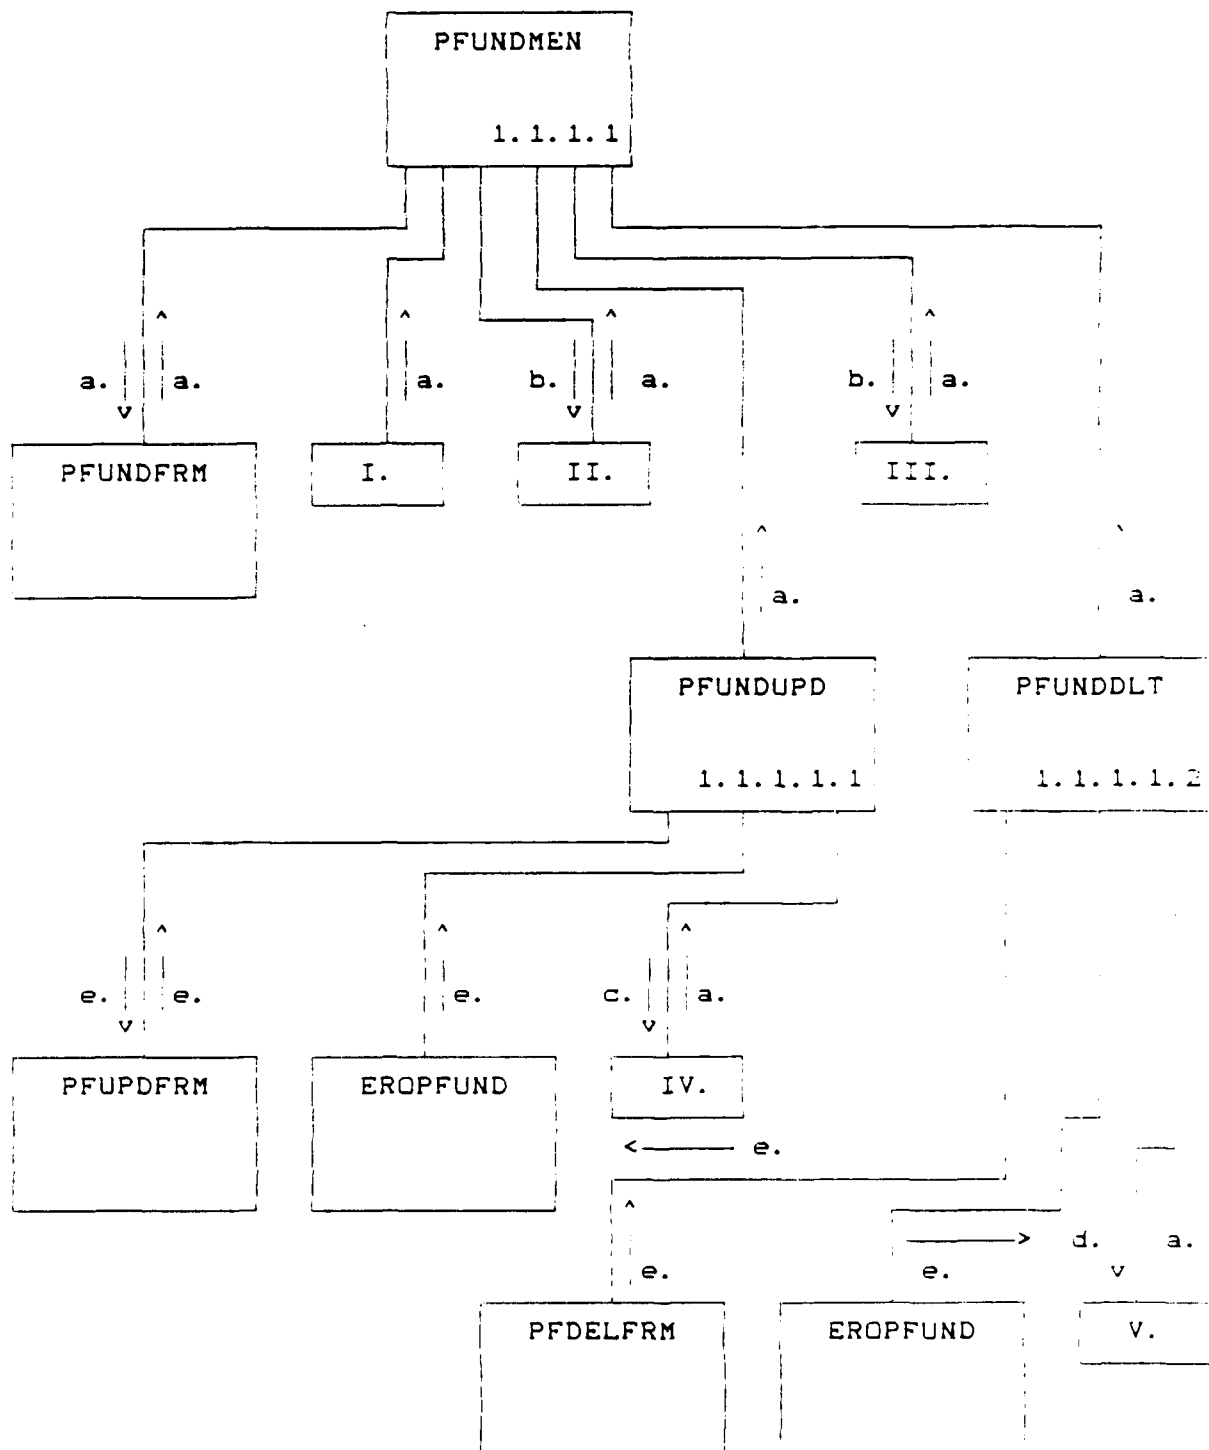 PFUNDMEN
1.1.1.1
a. a. a. b. a. b. a.
PFUNDFRM I. II. III.
a. a.
PFUNDUPD PFUNDDLT
1.1.1.1.1 1.1.1.1.2
e. e. e. c. a.
PFUPDFRM EROPFUND IV.
e.
d. a.
e. e.
PFDELFRM EROPFUND V.